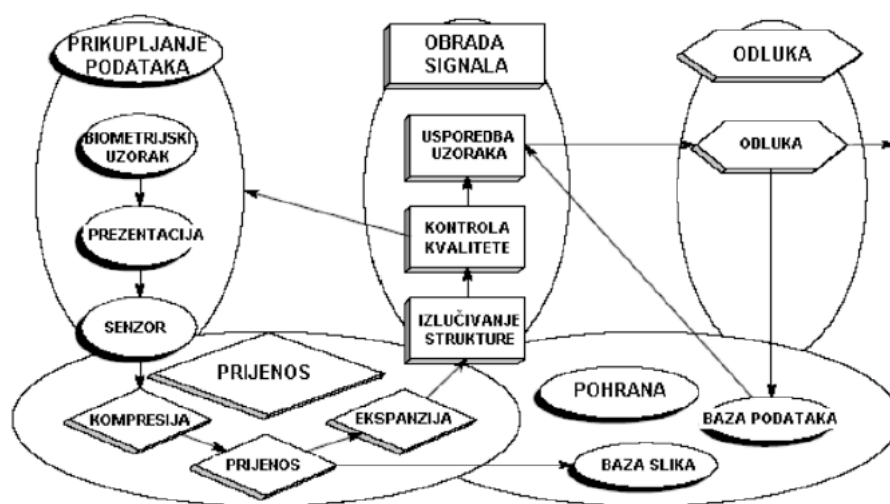 PRIKUPLJANJE
PODATAKA
OBRADA
SIGNALA
ODLUKA
BIOMETRIJSKI
UZORAK
USPOREDBA
UZORAKA
ODLUKA
PREZENTACIJA
KONTROLA
KVALITETE
SENZOR
IZLUČIVANJE
STRUKTURE
PRIJENOS
POHRANA
KOMPRESIJA
EKSPANZIJA
BAZA PODATAKA
PRIJENOS
BAZA SLIKA